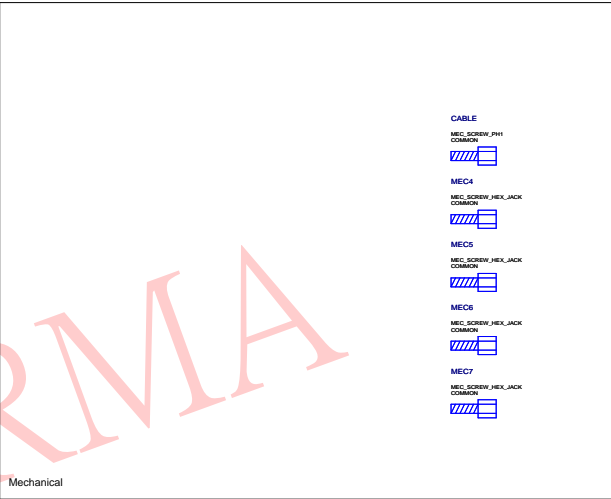 CABLE
MEC_SCREW_PH1
COMMON
MEC4
MEC_SCREW_HEX_JACK
COMMON
MEC5
MEC_SCREW_HEX_JACK
COMMON
MEC6
MEC_SCREW_HEX_JACK
COMMON
MEC7
MEC_SCREW_HEX_JACK
COMMON
RMA
Mechanical